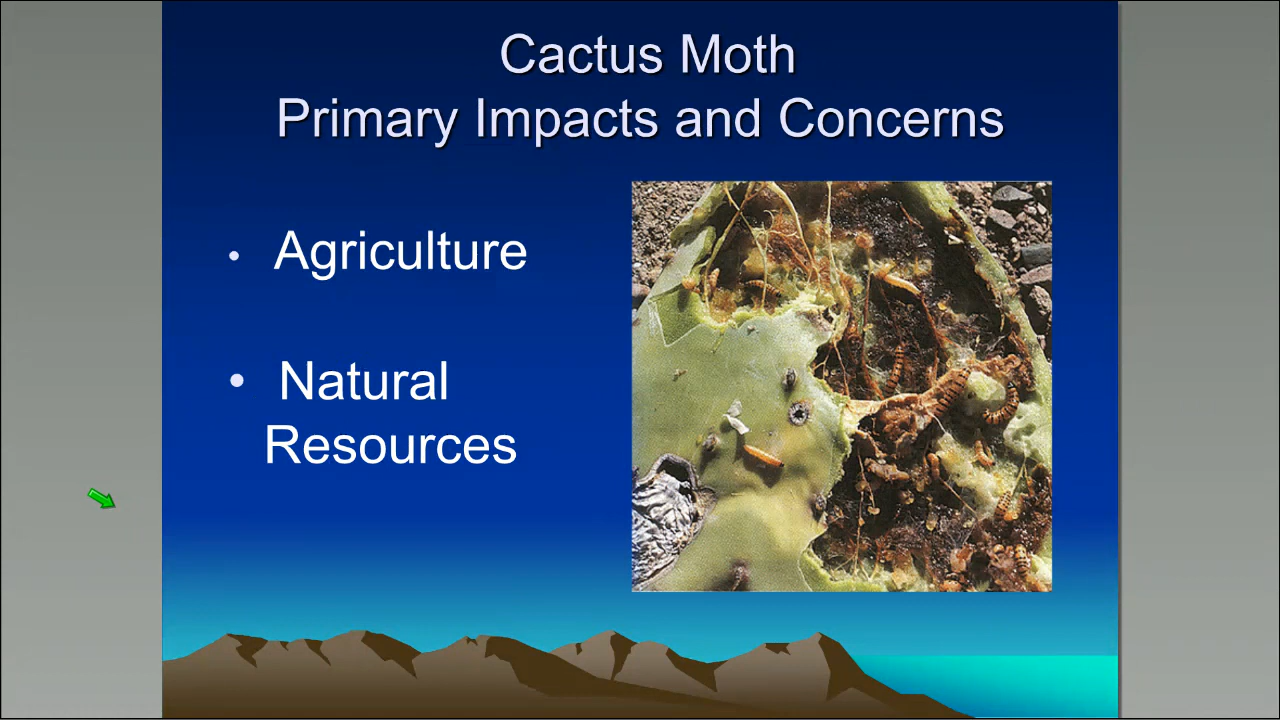 Cactus Moth
Primary Impacts and Concerns
• Agriculture
• Natural
Resources